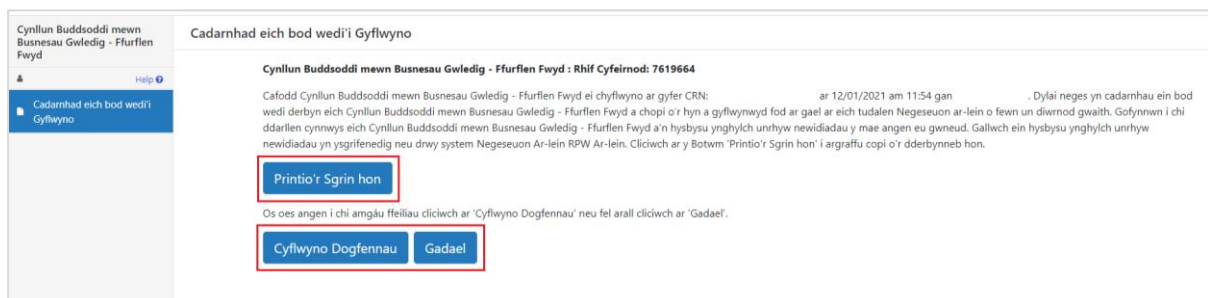 Cynllun Buddsoddi mewn
Busnesau Gwledig - Ffurflen
Fwyd
Help
Cadarnhad eich bod wedi'i
Gyflwyno
Cadarnhad eich bod wedi'i Gyflwyno
Cynllun Buddsoddi mewn Busnesau Gwledig - Ffurflen Fwyd : Rhif Cyfeirnod: 7619664
Cafodd Cynllun Buddsoddi mewn Busnesau Gwledig - Ffurflen Fwyd ei chyflwyno ar gyfer CRN: ar 12/01/2021 am 11:54 gan . Dylai neges yn cadarnhau ein bod
wedi derbyn eich Cynllun Buddsoddi mewn Busnesau Gwledig - Ffurflen Fwyd a chopi o'r hyn a gyflwynwyd fod ar gael ar eich tudalen Negeseuon ar-lein o fewn un diwrnod gwaith. Gofynnwn i chi
ddarllen cynnwys eich Cynllun Buddsoddi mewn Busnesau Gwledig - Ffurflen Fwyd a'n hysbysu ynghylch unrhyw newidiadau y mae angen eu gwneud. Gallwch ein hysbysu ynghylch unrhyw
newidiadau yn ysgrifenedig neu drwy system Negeseuon Ar-lein RPW Ar-lein. Cliciwch ar y Botwm 'Printio'r Sgrin hon' i argraffu copi o'r dderbynneb hon.
Printio'r Sgrin hon
Os oes angen i chi amgáu ffeiliau cliciwch ar 'Cyflwyno Dogfennau' neu fel arall cliciwch ar 'Gadael'.
Cyflwyno Dogfennau Gadael